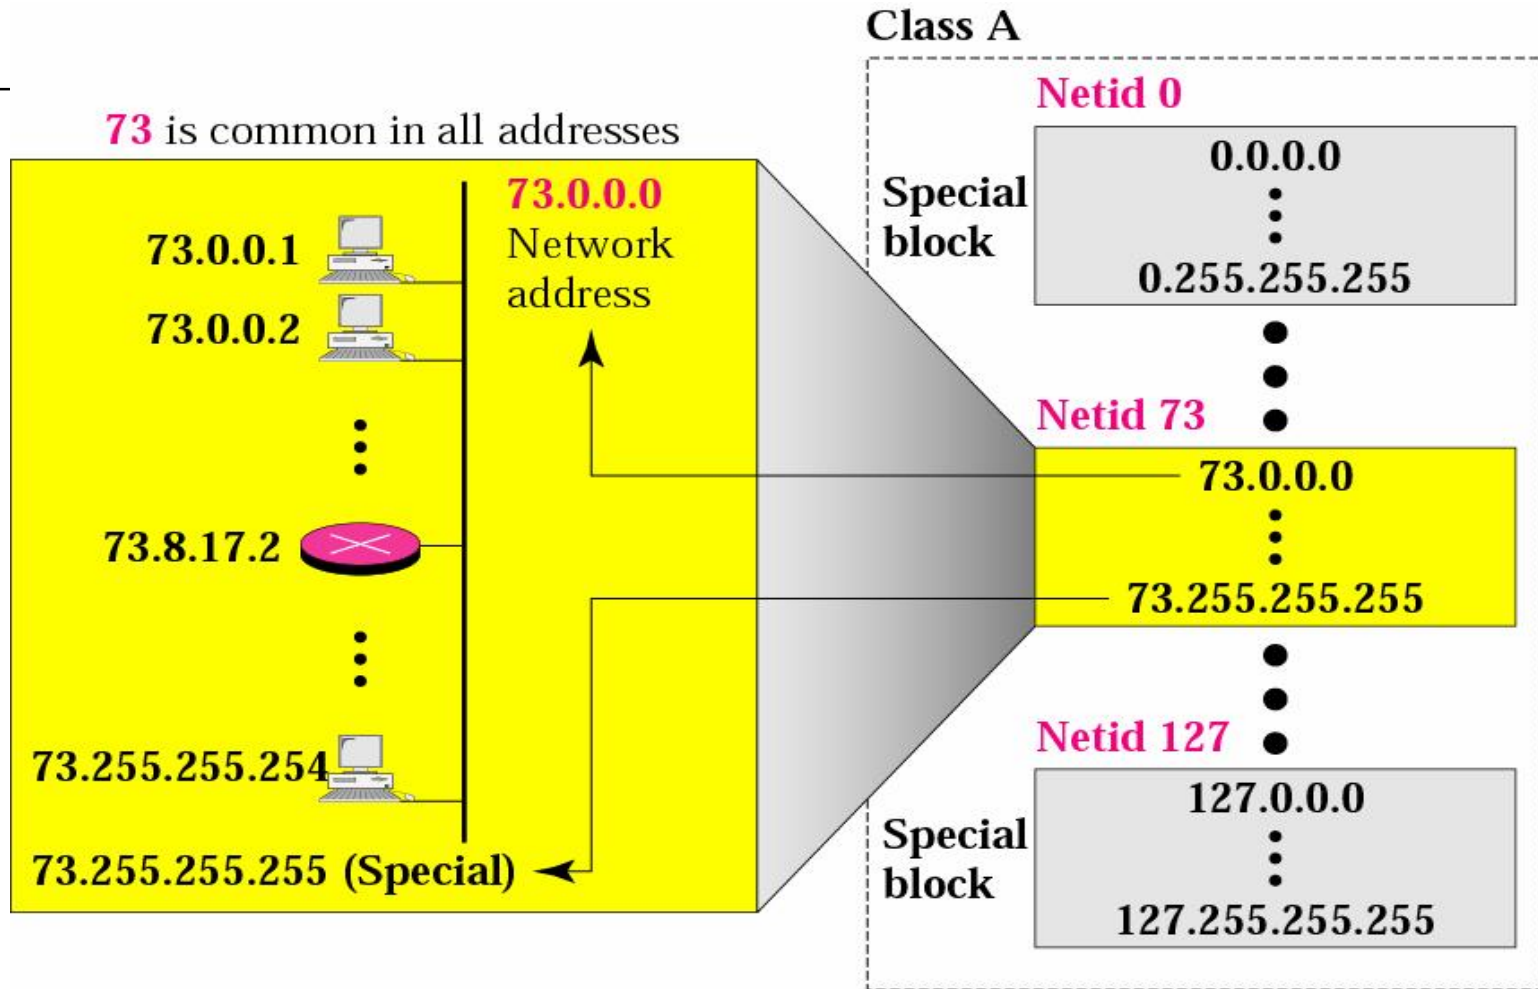 Class A
73 is common in all addresses
73.0.0.0
Network
address
73.0.0.1
73.0.0.2
73.8.17.2
73.255.255.254
73.255.255.255 (Special)
Netid 0
Special
block
0.0.0.0
0.255.255.255
Netid 73
73.0.0.0
73.255.255.255
Netid 127
Special
block
127.0.0.0
127.255.255.255